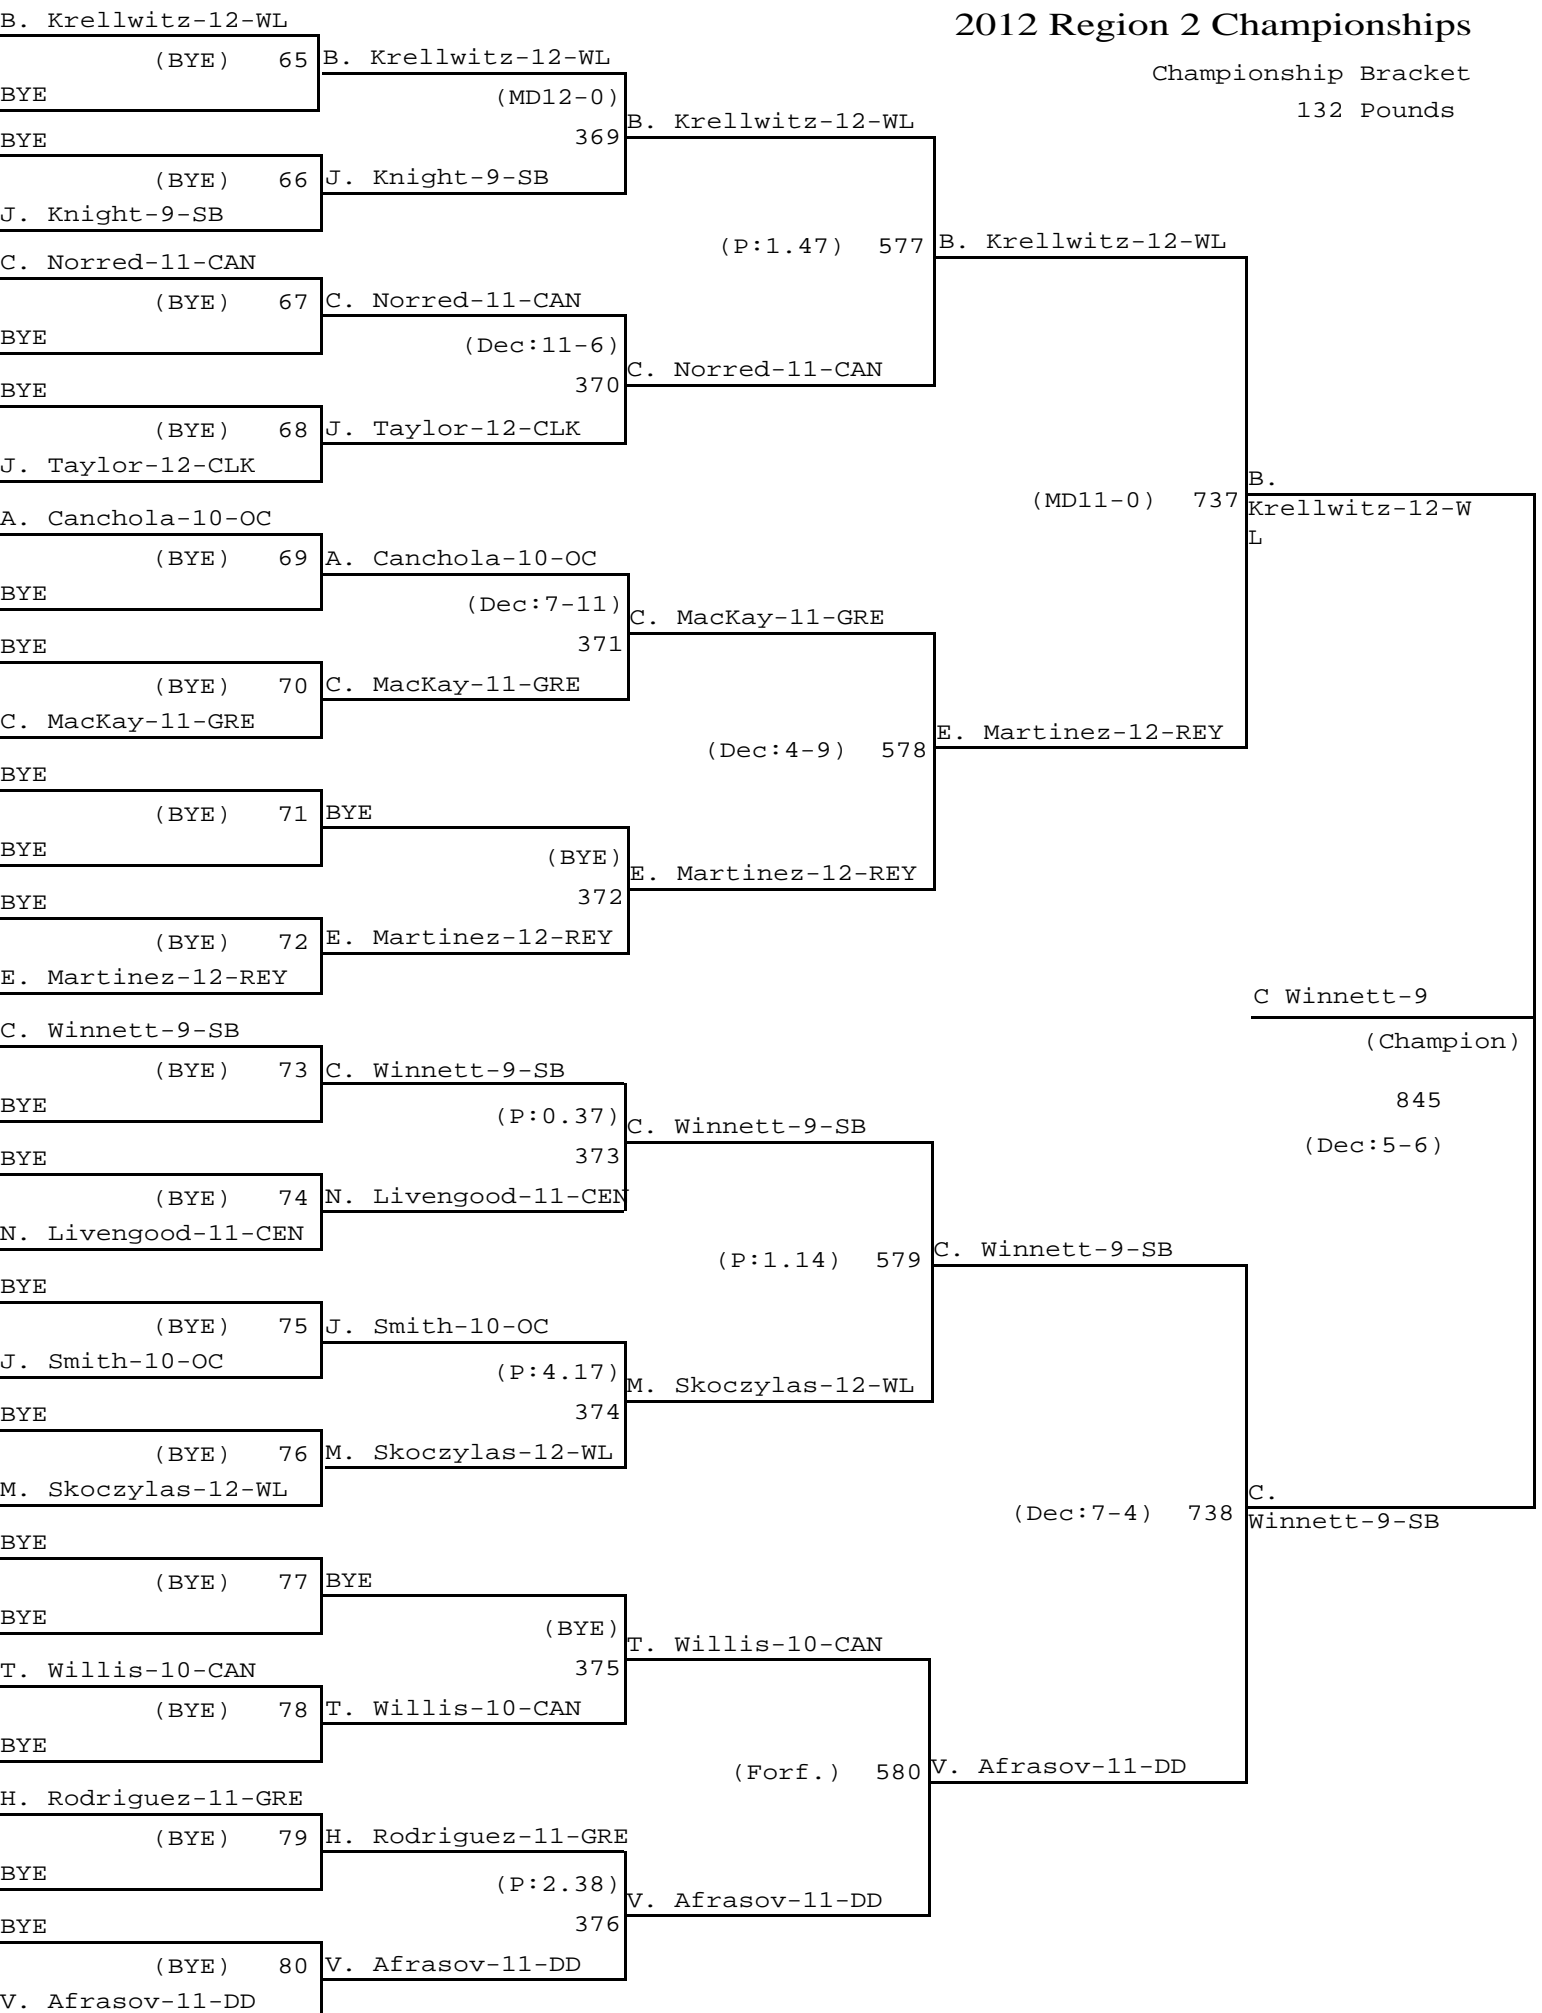 2012 Region 2 Championships
Championship Bracket
132 Pounds
B. Krellwitz-12-WL
(BYE) 65
BYE
BYE
(BYE) 66
J. Knight-9-SB
C. Norred-11-CAN
(BYE) 67
BYE
BYE
(BYE) 68
J. Taylor-12-CLK
A. Canchola-10-OC
(BYE) 69
BYE
BYE
(BYE) 70
C. MacKay-11-GRE
BYE
(BYE) 71
BYE
BYE
(BYE) 72
E. Martinez-12-REY
C. Winnett-9-SB
(BYE) 73
BYE
BYE
(BYE) 74
N. Livengood-11-CEN
BYE
(BYE) 75
J. Smith-10-OC
BYE
(BYE) 76
M. Skoczylas-12-WL
BYE
(BYE) 77
BYE
T. Willis-10-CAN
(BYE) 78
BYE
H. Rodriguez-11-GRE
(BYE) 79
BYE
BYE
(BYE) 80
V. Afrasov-11-DD
B. Krellwitz-12-WL
(MD12-0)
369
J. Knight-9-SB
C. Norred-11-CAN
(Dec:11-6)
370
J. Taylor-12-CLK
A. Canchola-10-OC
(Dec:7-11)
371
C. MacKay-11-GRE
BYE
(BYE)
372
E. Martinez-12-REY
C. Winnett-9-SB
(P:0.37)
373
N. Livengood-11-CEN
J. Smith-10-OC
(P:4.17)
374
M. Skoczylas-12-WL
BYE
(BYE)
375
T. Willis-10-CAN
H. Rodriguez-11-GRE
(P:2.38)
376
V. Afrasov-11-DD
B. Krellwitz-12-WL
(P:1.47) 577
C. Norred-11-CAN
C. MacKay-11-GRE
(Dec:4-9) 578
E. Martinez-12-REY
C. Winnett-9-SB
(P:1.14) 579
M. Skoczylas-12-WL
T. Willis-10-CAN
(Forf.) 580
V. Afrasov-11-DD
B. Krellwitz-12-WL
(MD11-0) 737
E. Martinez-12-REY
C. Winnett-9-SB
(Dec:7-4) 738
V. Afrasov-11-DD
B.
Krellwitz-12-W
L
C Winnett-9
(Champion)
845
(Dec:5-6)
C.
Winnett-9-SB